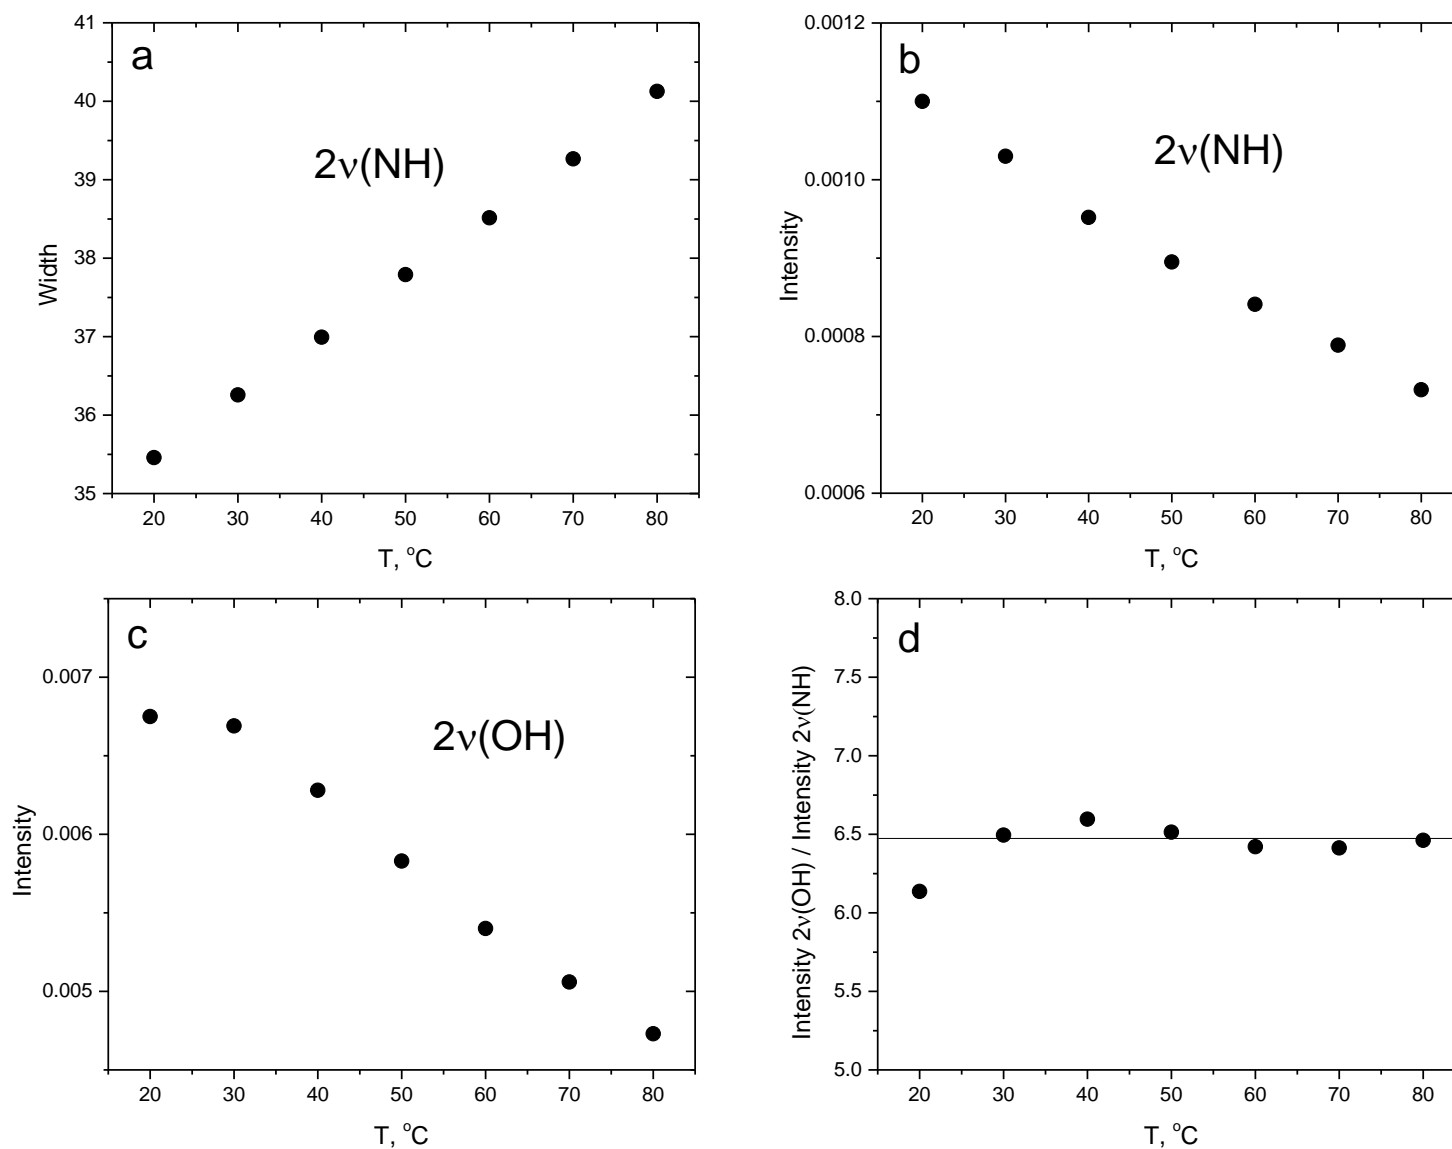 a
2ν(NH)
Width
41
40
39
38
37
36
35
20 30 40 50 60 70 80
T, °C
b
2ν(NH)
Intensity
0.0012
0.0010
0.0008
0.0006
20 30 40 50 60 70 80
T, °C
c
2ν(OH)
Intensity
0.007
0.006
0.005
20 30 40 50 60 70 80
T, °C
d
Intensity 2ν(OH) / Intensity 2ν(NH)
8.0
7.5
7.0
6.5
6.0
5.5
5.0
20 30 40 50 60 70 80
T, °C